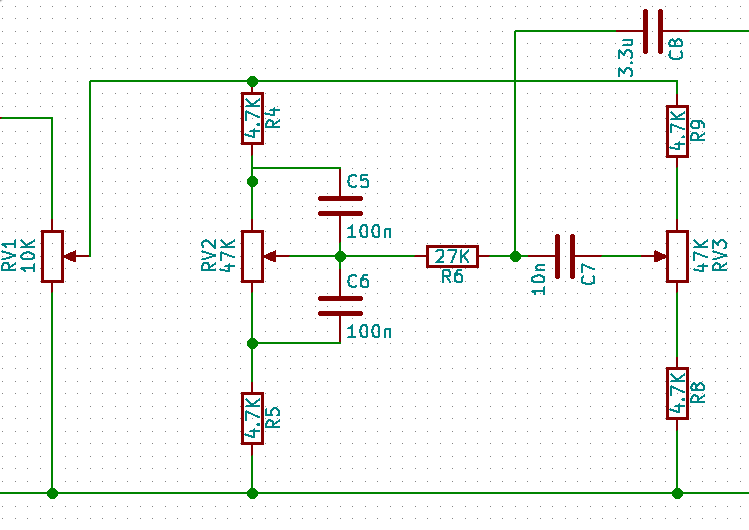 3.3u
C8
4.7K
R4
4.7K
R9
C5
100n
RV1
10K
RV2
47K
27K
R6
10n
C7
47K
RV3
C6
100n
4.7K
R5
4.7K
R8